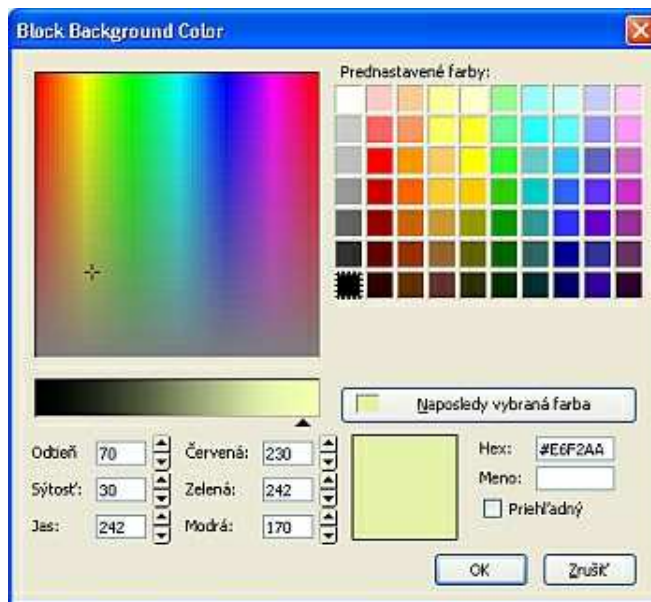 Block Background Color
Prednastavené farby:
Naposledy vybraná farba
Odtieň 70 Červená: 230 Hex: #E6F2AA
Sýtosť: 30 Zelená: 242 Meno:
Jas: 242 Modrá: 170 Priehľadný
OK Zrušiť